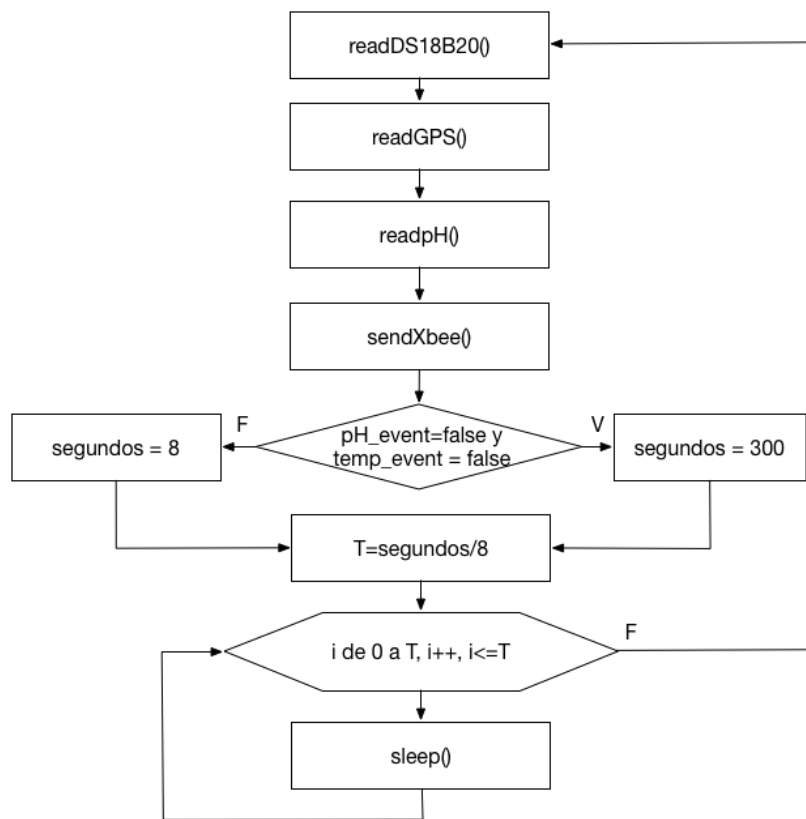 readDS18B20()
readGPS()
readpH()
sendXbee()
F
V
segundos = 8
pH_event=false y
temp_event = false
segundos = 300
T=segundos/8
i de 0 a T, i++, i<=T
F
sleep()